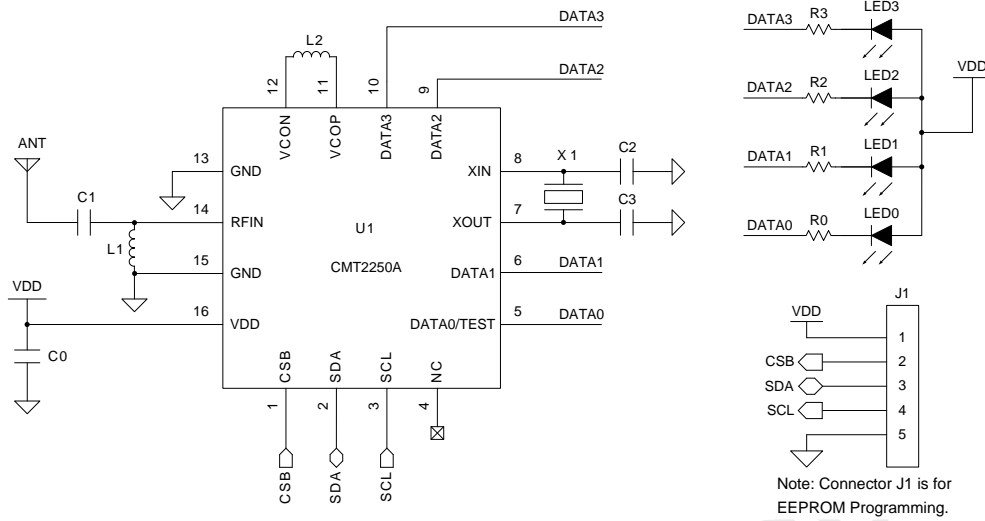 DATA3
L2
DATA2
12
11
10
9
VCON
VCOP
DATA3
DATA2
ANT
C1
13
GND
14
RFIN
L1
15
GND
VDD
16
VDD
C0
U1
CMT2250A
XIN
8
X 1
C2
XOUT
7
C3
DATA1
6
DATA1
DATA0/TEST
5
DATA0
CSB
SDA
SCL
NC
1
2
3
4
CSB
SDA
SCL
DATA3
R3
LED3
DATA2
R2
LED2
VDD
DATA1
R1
LED1
DATA0
R0
LED0
J1
VDD
1
CSB
2
SDA
3
SCL
4
5
Note: Connector J1 is for
EEPROM Programming.